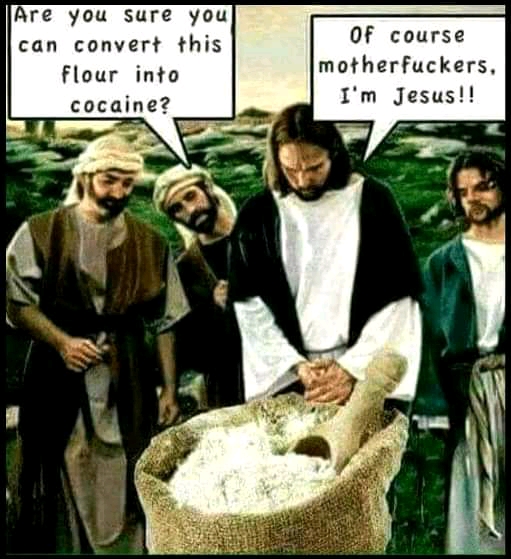 Are you sure you
can convert this
flour into
cocaine?
Of course
motherfuckers,
I'm Jesus!!